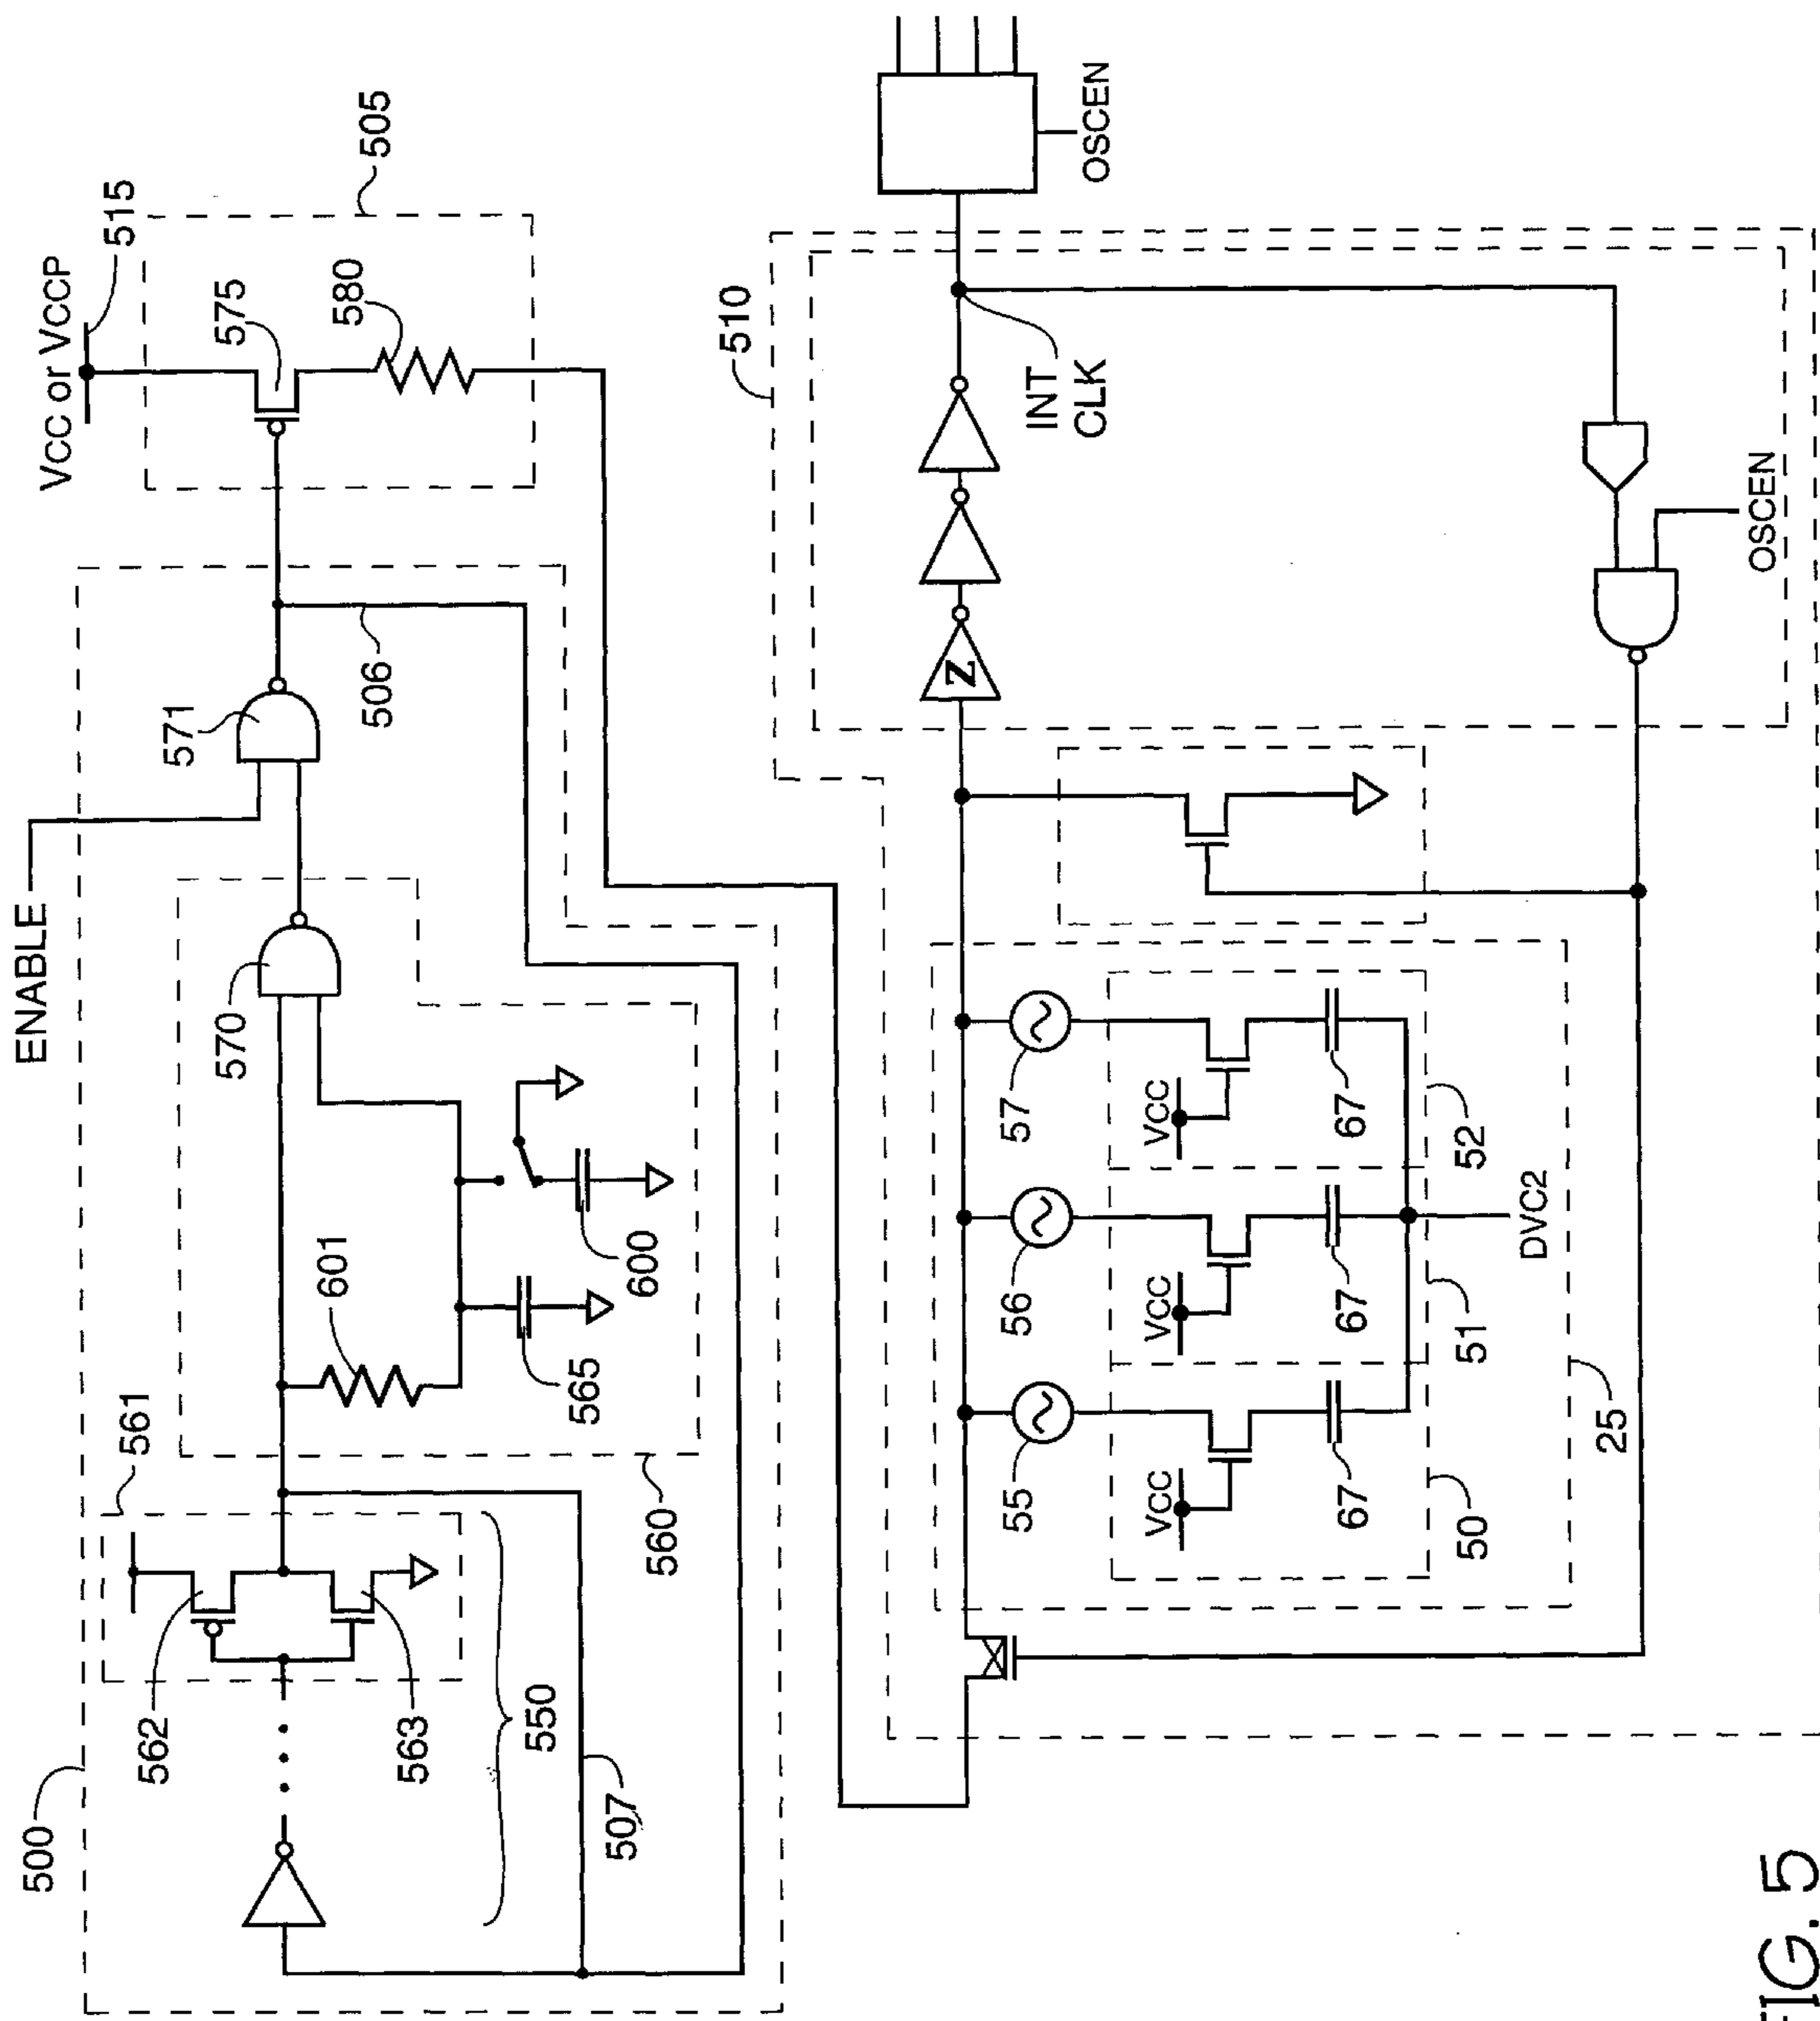 500
562
561
563
550
507
560
601
565
600
570
ENABLE
571
506
VCC or VCCP
515
575
580
505
510
INT
CLK
OSCEN
Z
OSCEN
55
56
57
VCC
VCC
VCC
67
67
67
50
51
52
DVC2
25
FIG. 5